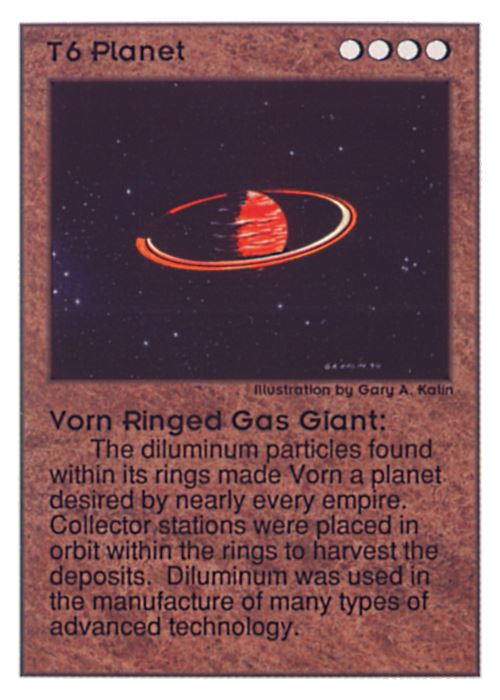 T6 Planet
Illustration by Gary A. Kalin
Vorn Ringed Gas Giant:
The diluminum particles found
within its rings made Vorn a planet
desired by nearly every empire.
Collector stations were placed in
orbit within the rings to harvest the
deposits. Diluminum was used in
the manufacture of many types of
advanced technology.